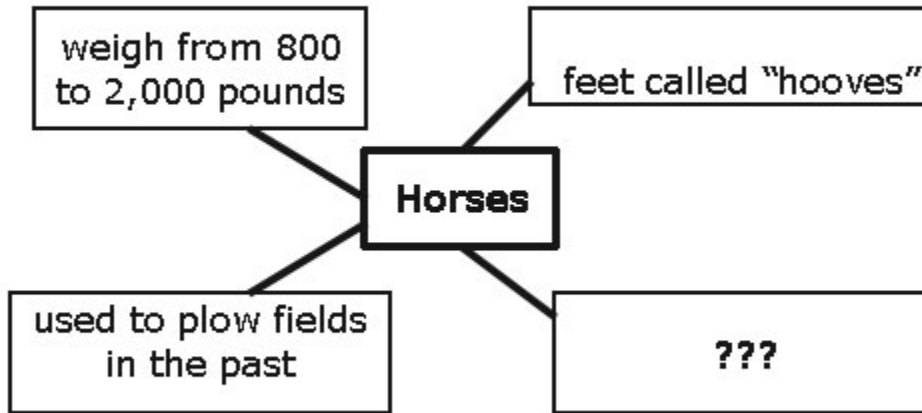 weigh from 800
to 2,000 pounds
feet called “hooves”
Horses
used to plow fields
in the past
???